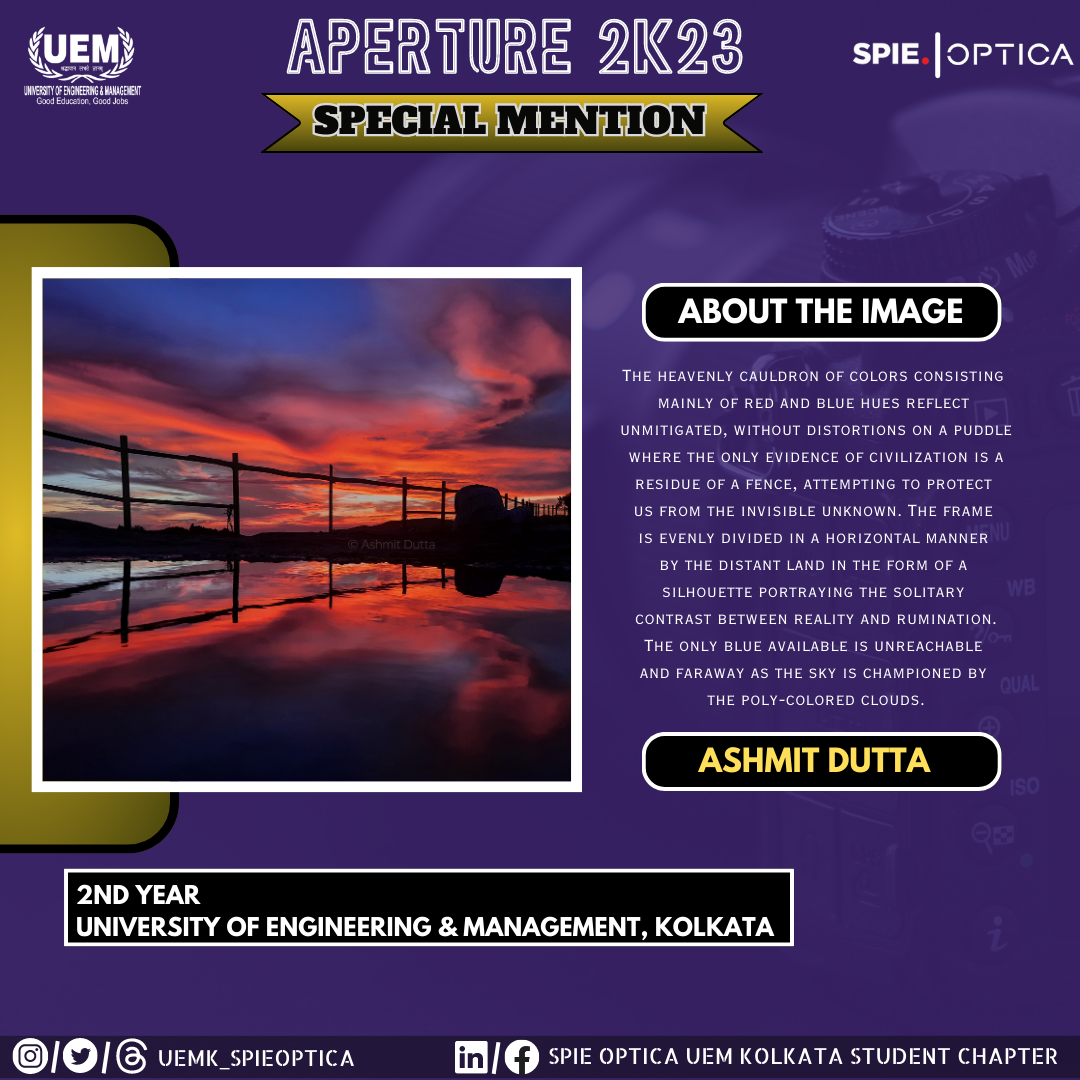 UEM
UNIVERSITY OF ENGINEERING & MANAGEMENT
Good Education, Good Jobs
APERTURE 2K23
SPECIAL MENTION
SPIE. | OPTICA
ABOUT THE IMAGE
The heavenly cauldron of colors consisting
mainly of red and blue hues reflect
unmitigated, without distortions on a puddle
where the only evidence of civilization is a
residue of a fence, attempting to protect
us from the invisible unknown. The frame
is evenly divided in a horizontal manner
by the distant land in the form of a
silhouette portraying the solitary
contrast between reality and rumination.
The only blue available is unreachable
and faraway as the sky is championed by
the poly-colored clouds.
© Ashmit Dutta
ASHMIT DUTTA
2ND YEAR
UNIVERSITY OF ENGINEERING & MANAGEMENT, KOLKATA
MENU
WB
QUAL
ISO
i
UEMK_SPIEOPTICA
SPIE OPTICA UEM KOLKATA STUDENT CHAPTER